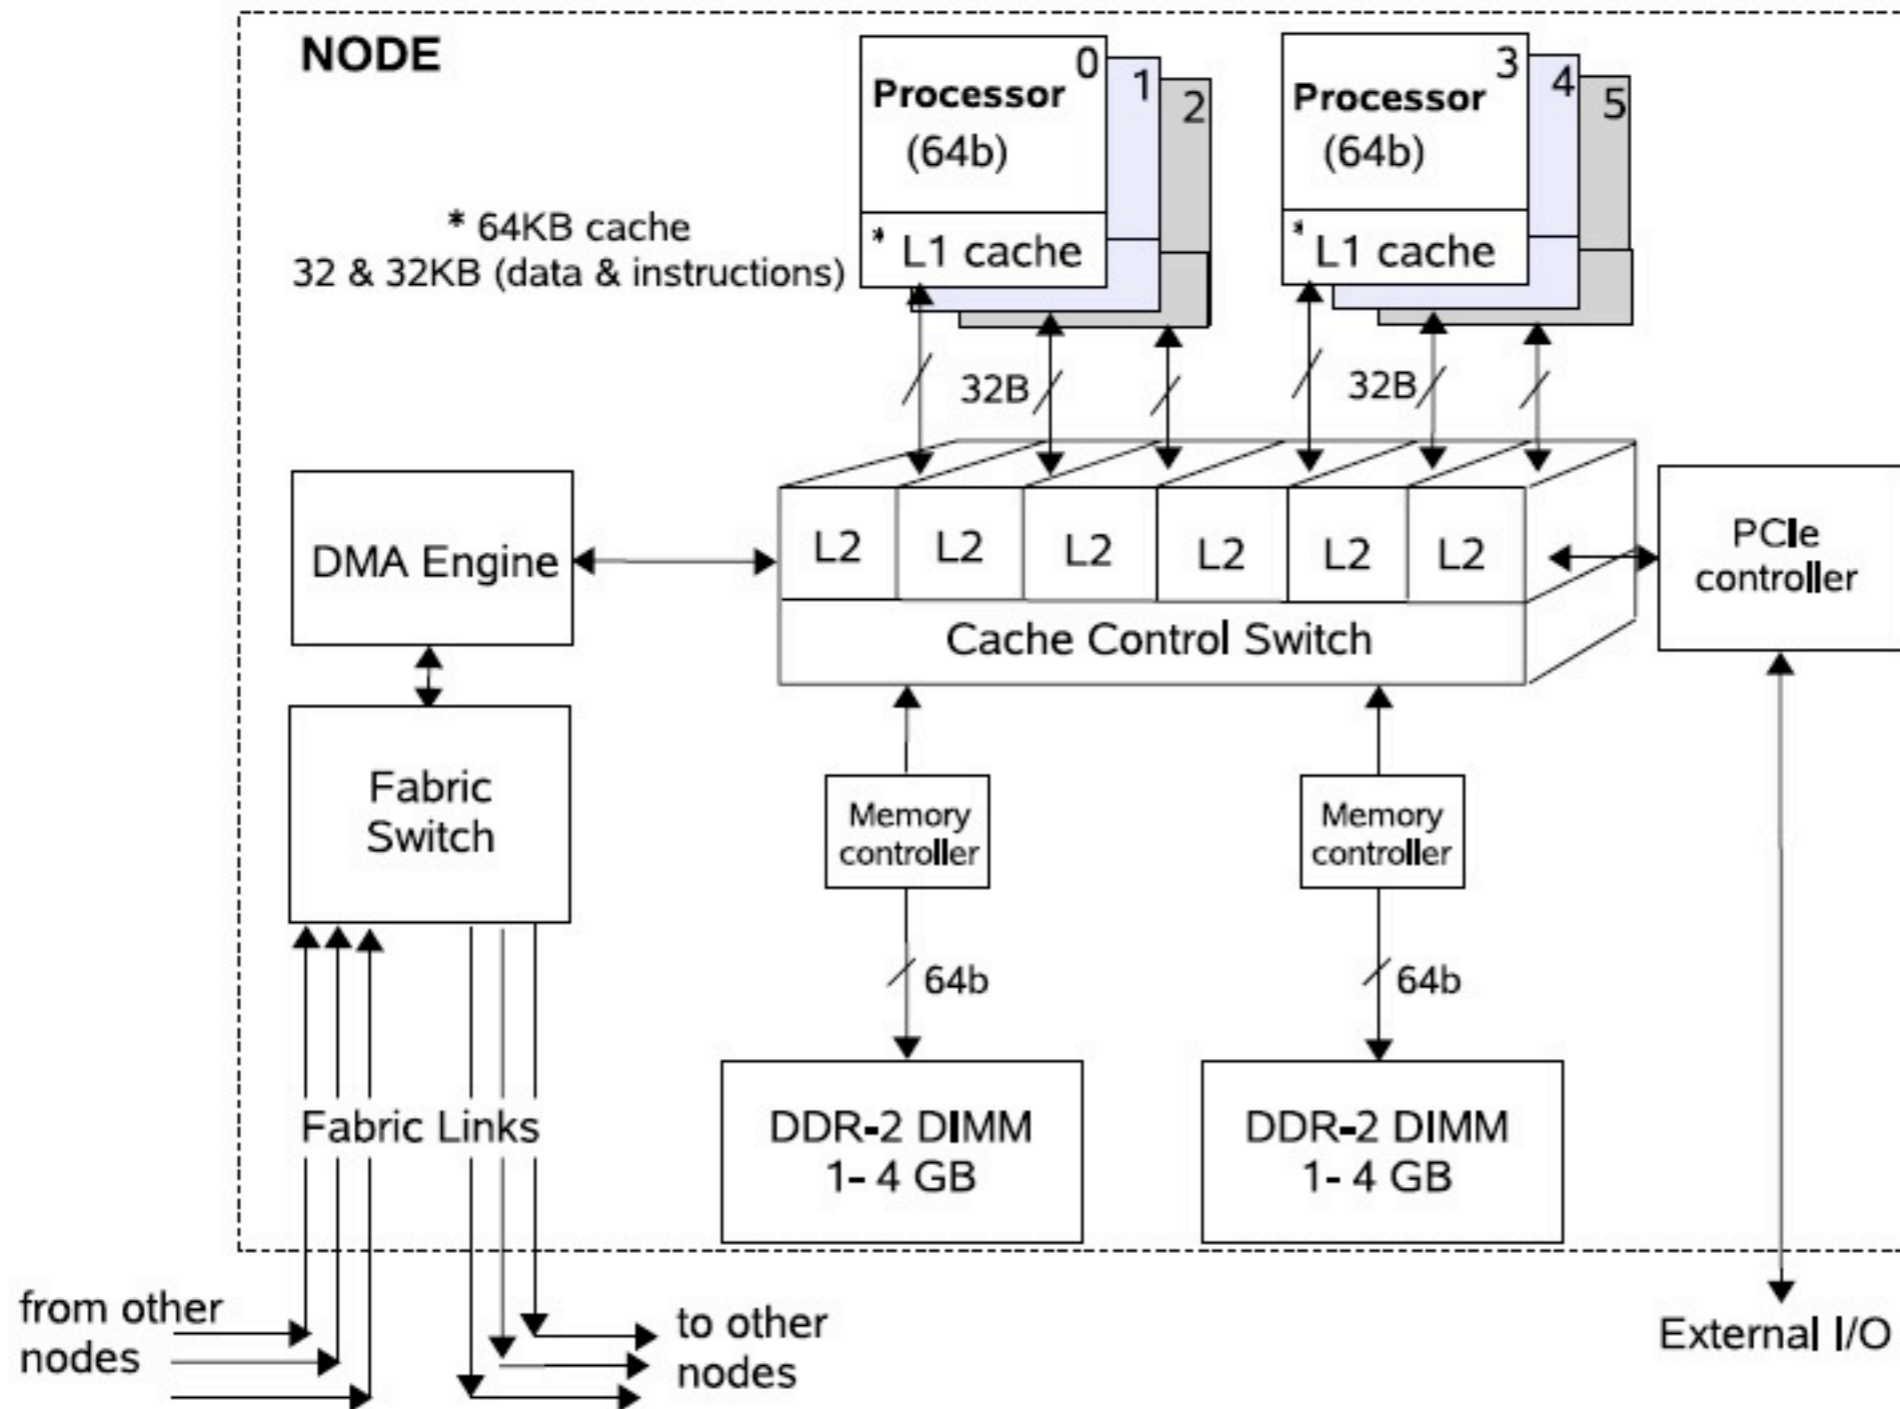 NODE
0
1
2
Processor
(64b)
* L1 cache
3
4
5
Processor
(64b)
* L1 cache
* 64KB cache
32 & 32KB (data & instructions)
32B
32B
DMA Engine
L2 L2 L2 L2 L2 L2
Cache Control Switch
PCIe
controller
Fabric
Switch
Memory
controller
Memory
controller
64b
64b
Fabric Links
DDR-2 DIMM
1- 4 GB
DDR-2 DIMM
1- 4 GB
from other
nodes
to other
nodes
External I/O